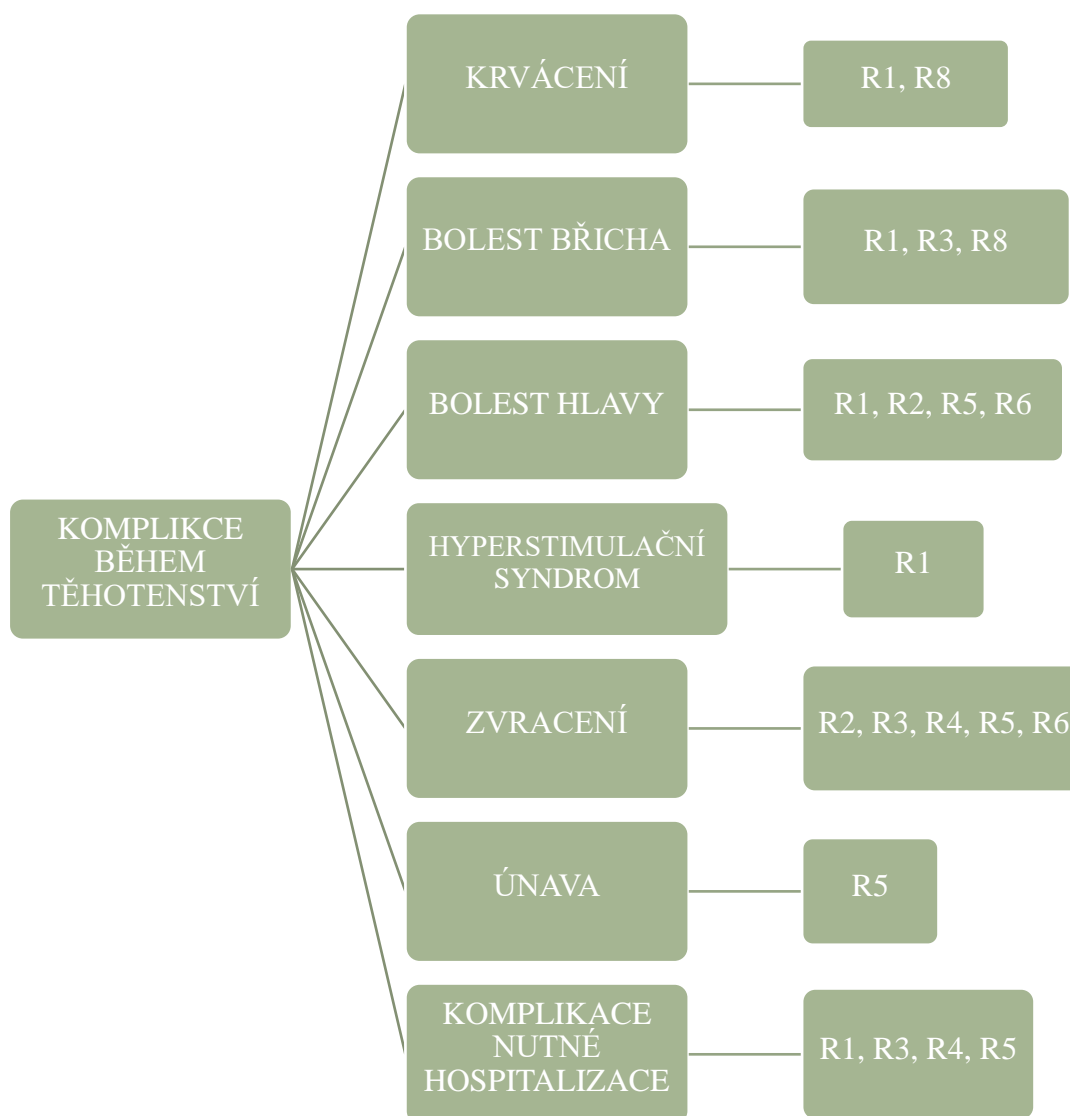 KRVÁCENÍ
R1, R8
BOLEST BŘICHA
R1, R3, R8
BOLEST HLAVY
R1, R2, R5, R6
KOMPLIKCE
BĚHEM
TĚHOTENSTVÍ
HYPERSTIMULAČNÍ
SYNDROM
R1
ZVRACENÍ
R2, R3, R4, R5, R6
ÚNAVA
R5
KOMPLIKACE
NUTNÉ
HOSPITALIZACE
R1, R3, R4, R5